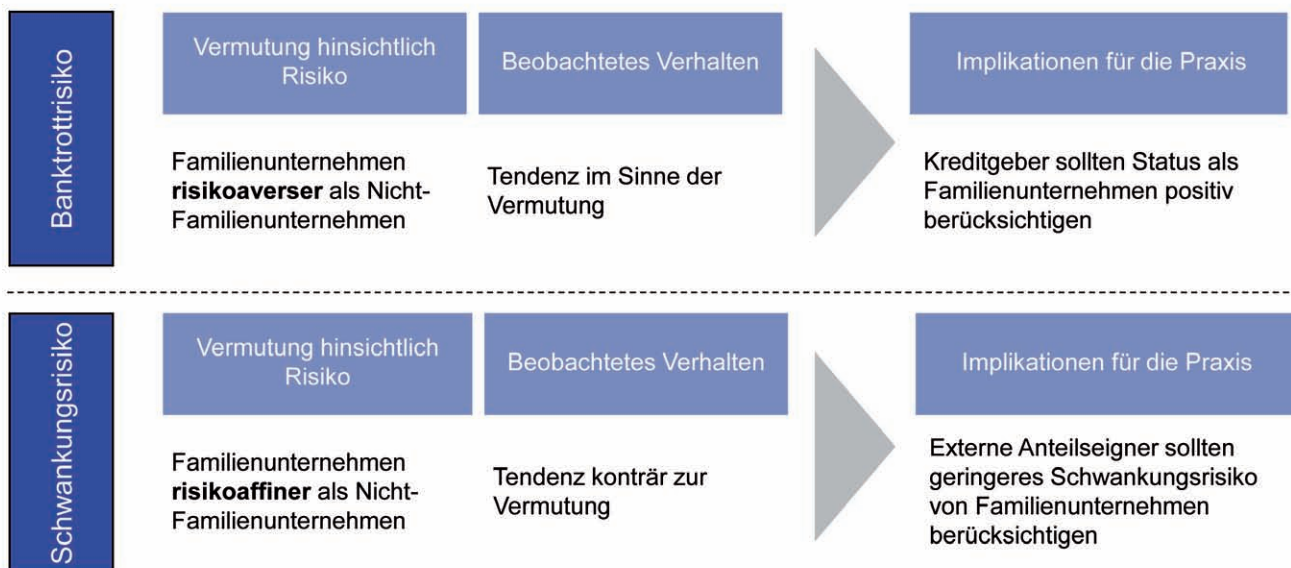 Banktrottrisiko
Vermutung hinsichtlich
Risiko
Beobachtetes Verhalten
Implikationen für die Praxis
Familienunternehmen
risikoaverser als Nicht-
Familienunternehmen
Tendenz im Sinne der
Vermutung
Kreditgeber sollten Status als
Familienunternehmen positiv
berücksichtigen
Schwankungsrisiko
Vermutung hinsichtlich
Risiko
Beobachtetes Verhalten
Implikationen für die Praxis
Familienunternehmen
risikoaffiner als Nicht-
Familienunternehmen
Tendenz konträr zur
Vermutung
Externe Anteilseigner sollten
geringeres Schwankungsrisiko
von Familienunternehmen
berücksichtigen